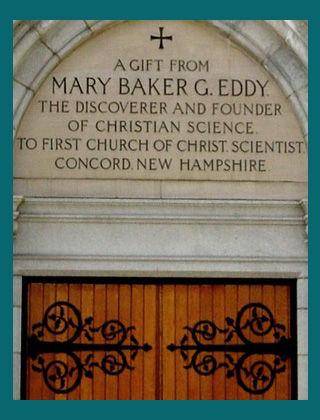 A GIFT FROM
MARY BAKER G. EDDY.
THE DISCOVERER AND FOUNDER
OF CHRISTIAN SCIENCE.
TO FIRST CHURCH OF CHRIST. SCIENTIST.
CONCORD. NEW HAMPSHIRE.